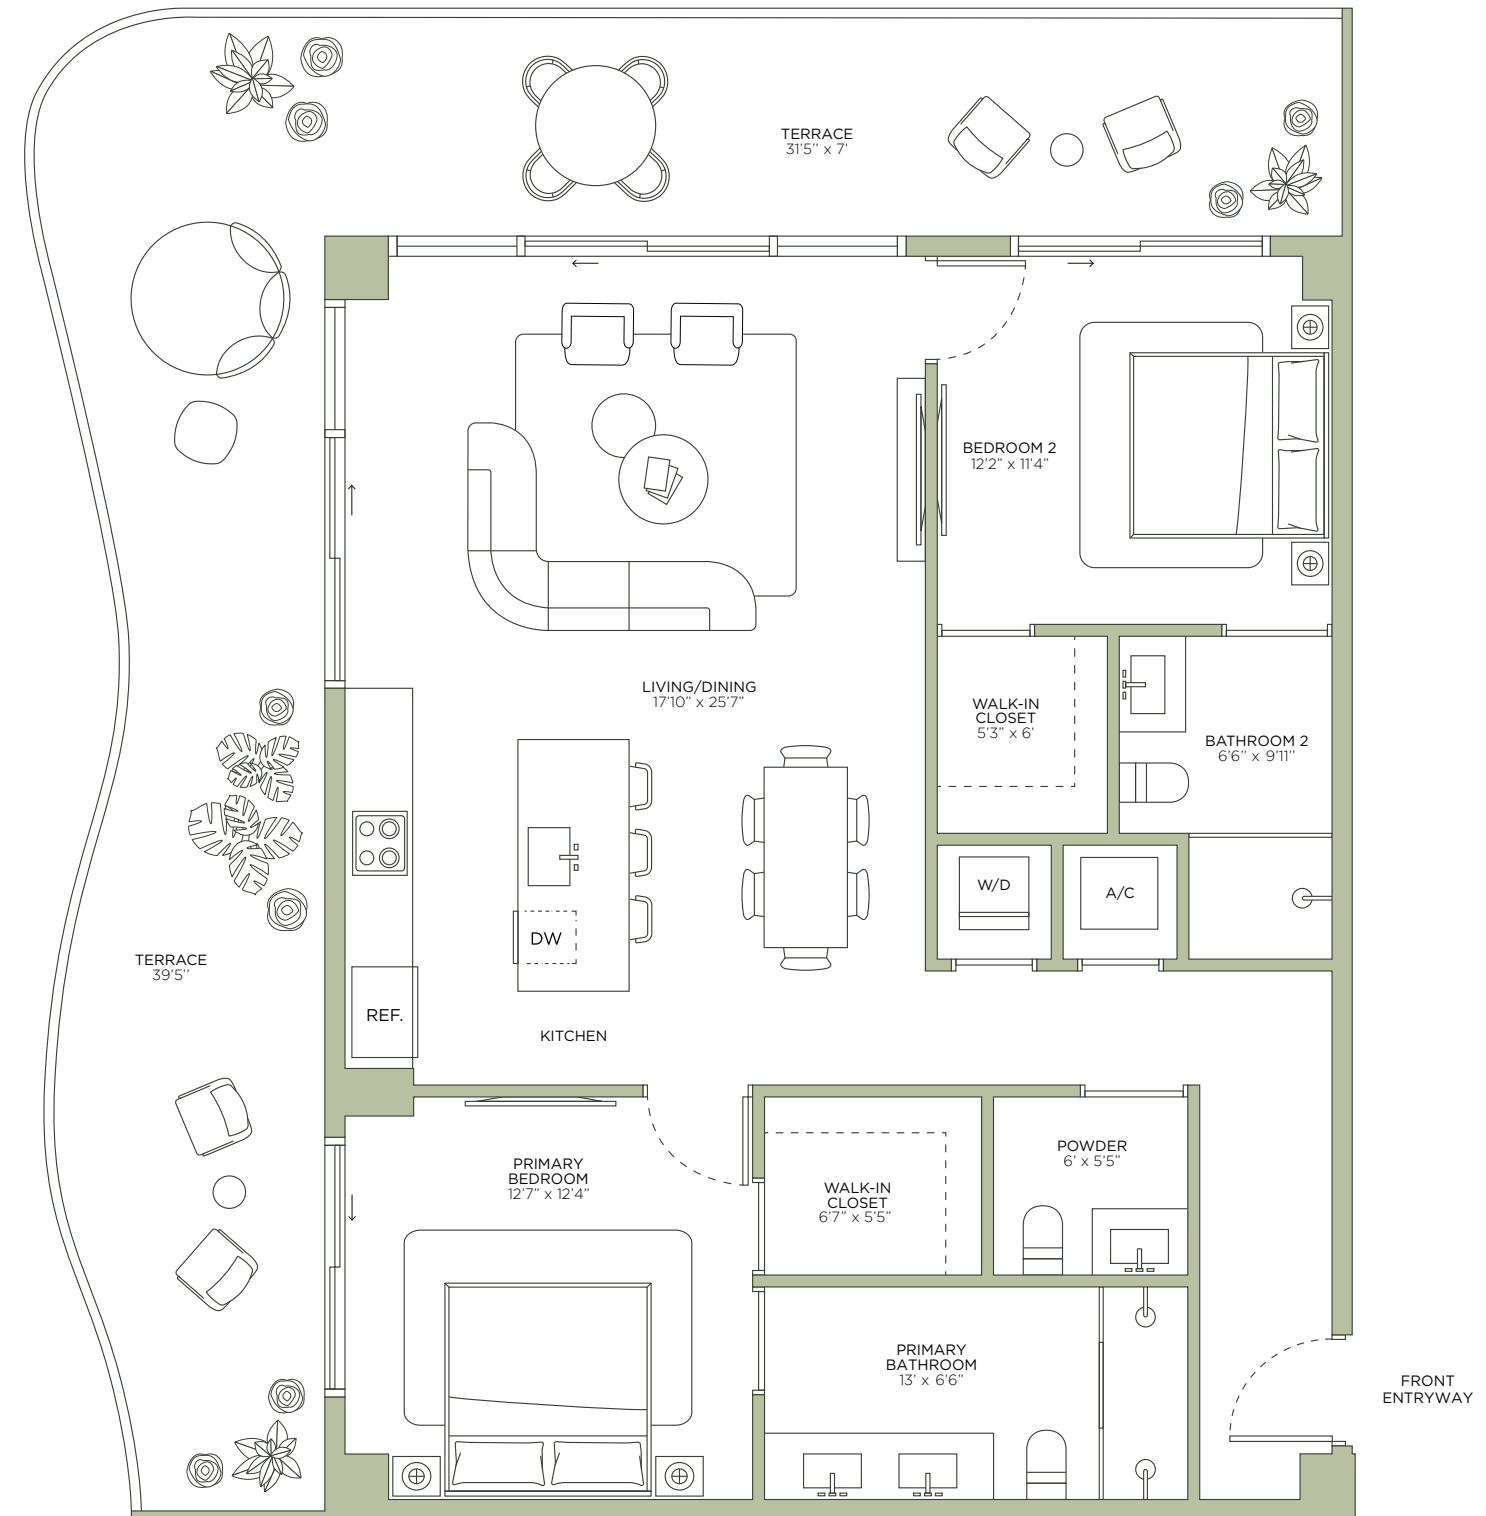 TERRACE
31'5'' x 7'
BEDROOM 2
12'2" x 11'4"
LIVING/DINING
17'10" x 25'7"
WALK-IN
CLOSET
5'3" x 6'
BATHROOM 2
6'6" x 9'11''
W/D
A/C
DW
TERRACE
39'5''
REF.
KITCHEN
PRIMARY
BEDROOM
12'7" x 12'4"
WALK-IN
CLOSET
6'7" x 5'5"
POWDER
6' x 5'5"
PRIMARY
BATHROOM
13' x 6'6"
FRONT
ENTRYWAY